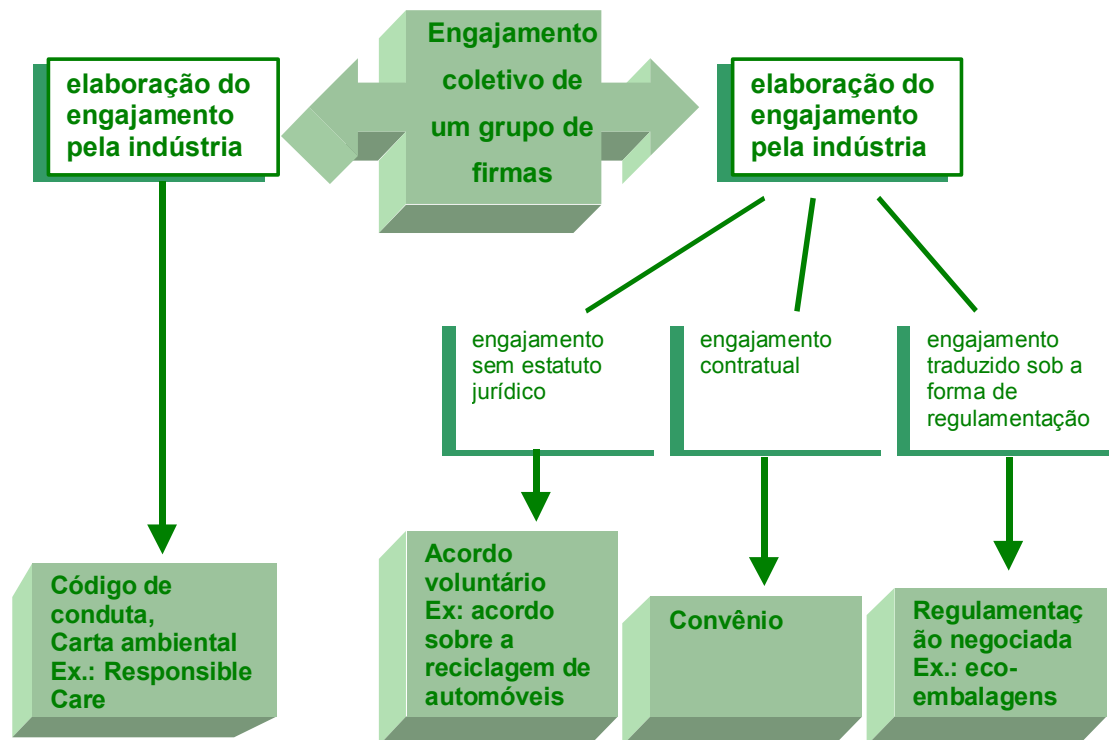 Engajamento
coletivo de
um grupo de
firmas
elaboração do
engajamento
pela indústria
elaboração do
engajamento
pela indústria
engajamento
sem estatuto
jurídico
engajamento
contratual
engajamento
traduzido sob a
forma de
regulamentação
Código de
conduta,
Carta ambiental
Ex.: Responsible
Care
Acordo
voluntário
Ex: acordo
sobre a
reciclagem de
automóveis
Convênio
Regulamentaç
ão negociada
Ex.: eco-
embalagens